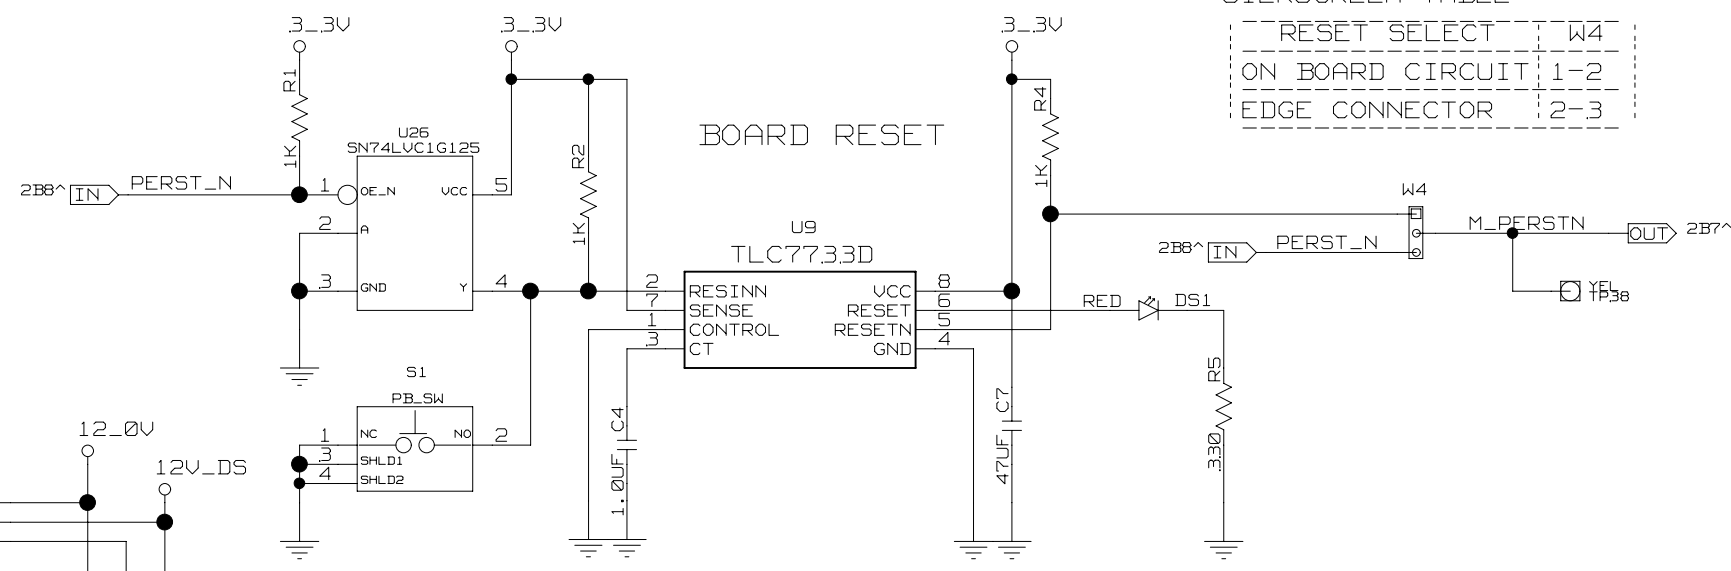 3_3V
3_3V
3_3V
RESET SELECT W4
ON BOARD CIRCUIT 1-2
EDGE CONNECTOR 2-3
R1
1K
U26
SN74LVC1G125
2B8^ IN PERST_N
1 OE_N VCC 5
2 A
3 GND Y 4
R2
1K
BOARD RESET
U9
TLC7733D
2 RESINN VCC 8
7 SENSE RESET 6
1 CONTROL RESETN 5
3 CT GND 4
R4
1K
W4
M_PERSTN OUT 2B7^
2B8^ IN PERST_N
YEL
TP38
RED DS1
R5
330
S1
PB_SW
1 NC NO 2
3 SHLD1
4 SHLD2
C4
1.0UF
C7
47UF
12_0V
12V_DS